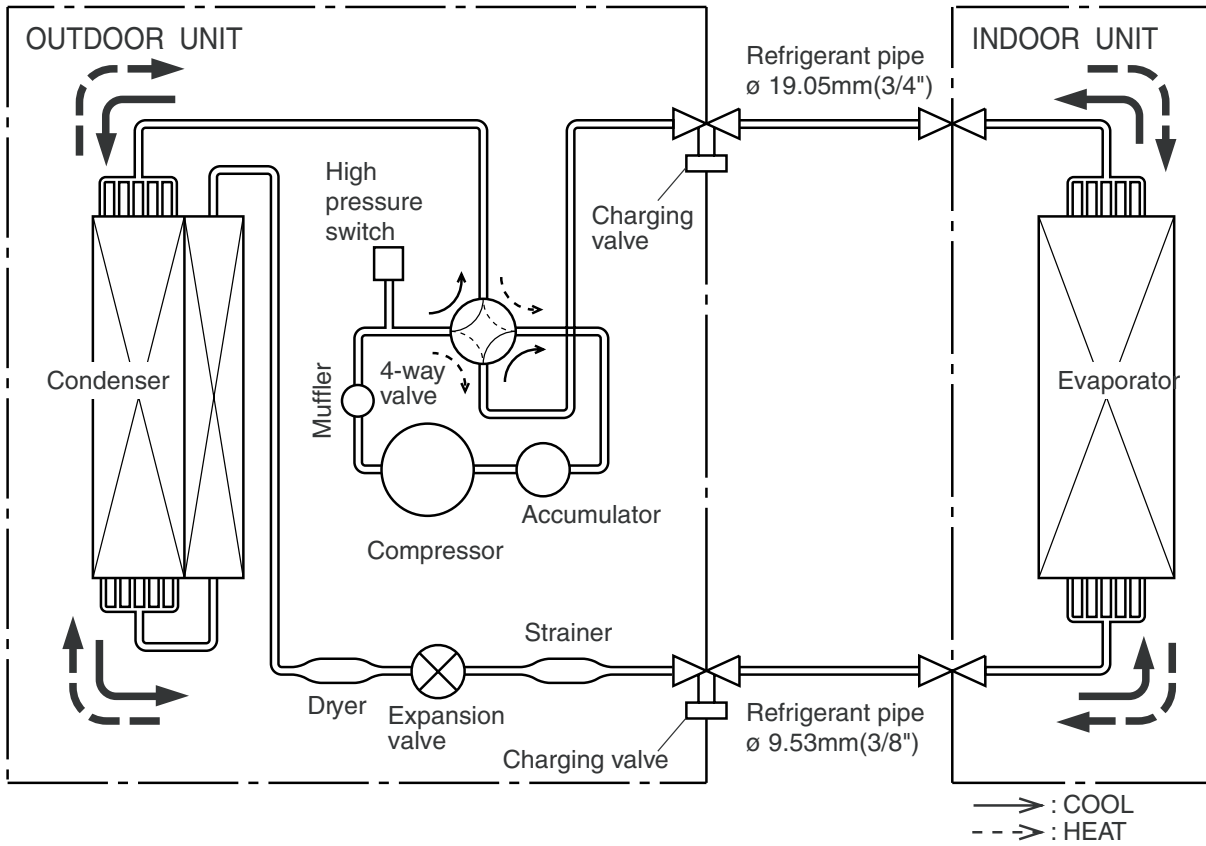 OUTDOOR UNIT
INDOOR UNIT
Refrigerant pipe
ø 19.05mm(3/4")
High
pressure
switch
Charging
valve
Condenser
Muffler
4-way
valve
Evaporator
Accumulator
Compressor
Strainer
Dryer
Expansion
valve
Charging valve
Refrigerant pipe
ø 9.53mm(3/8")
: COOL
: HEAT